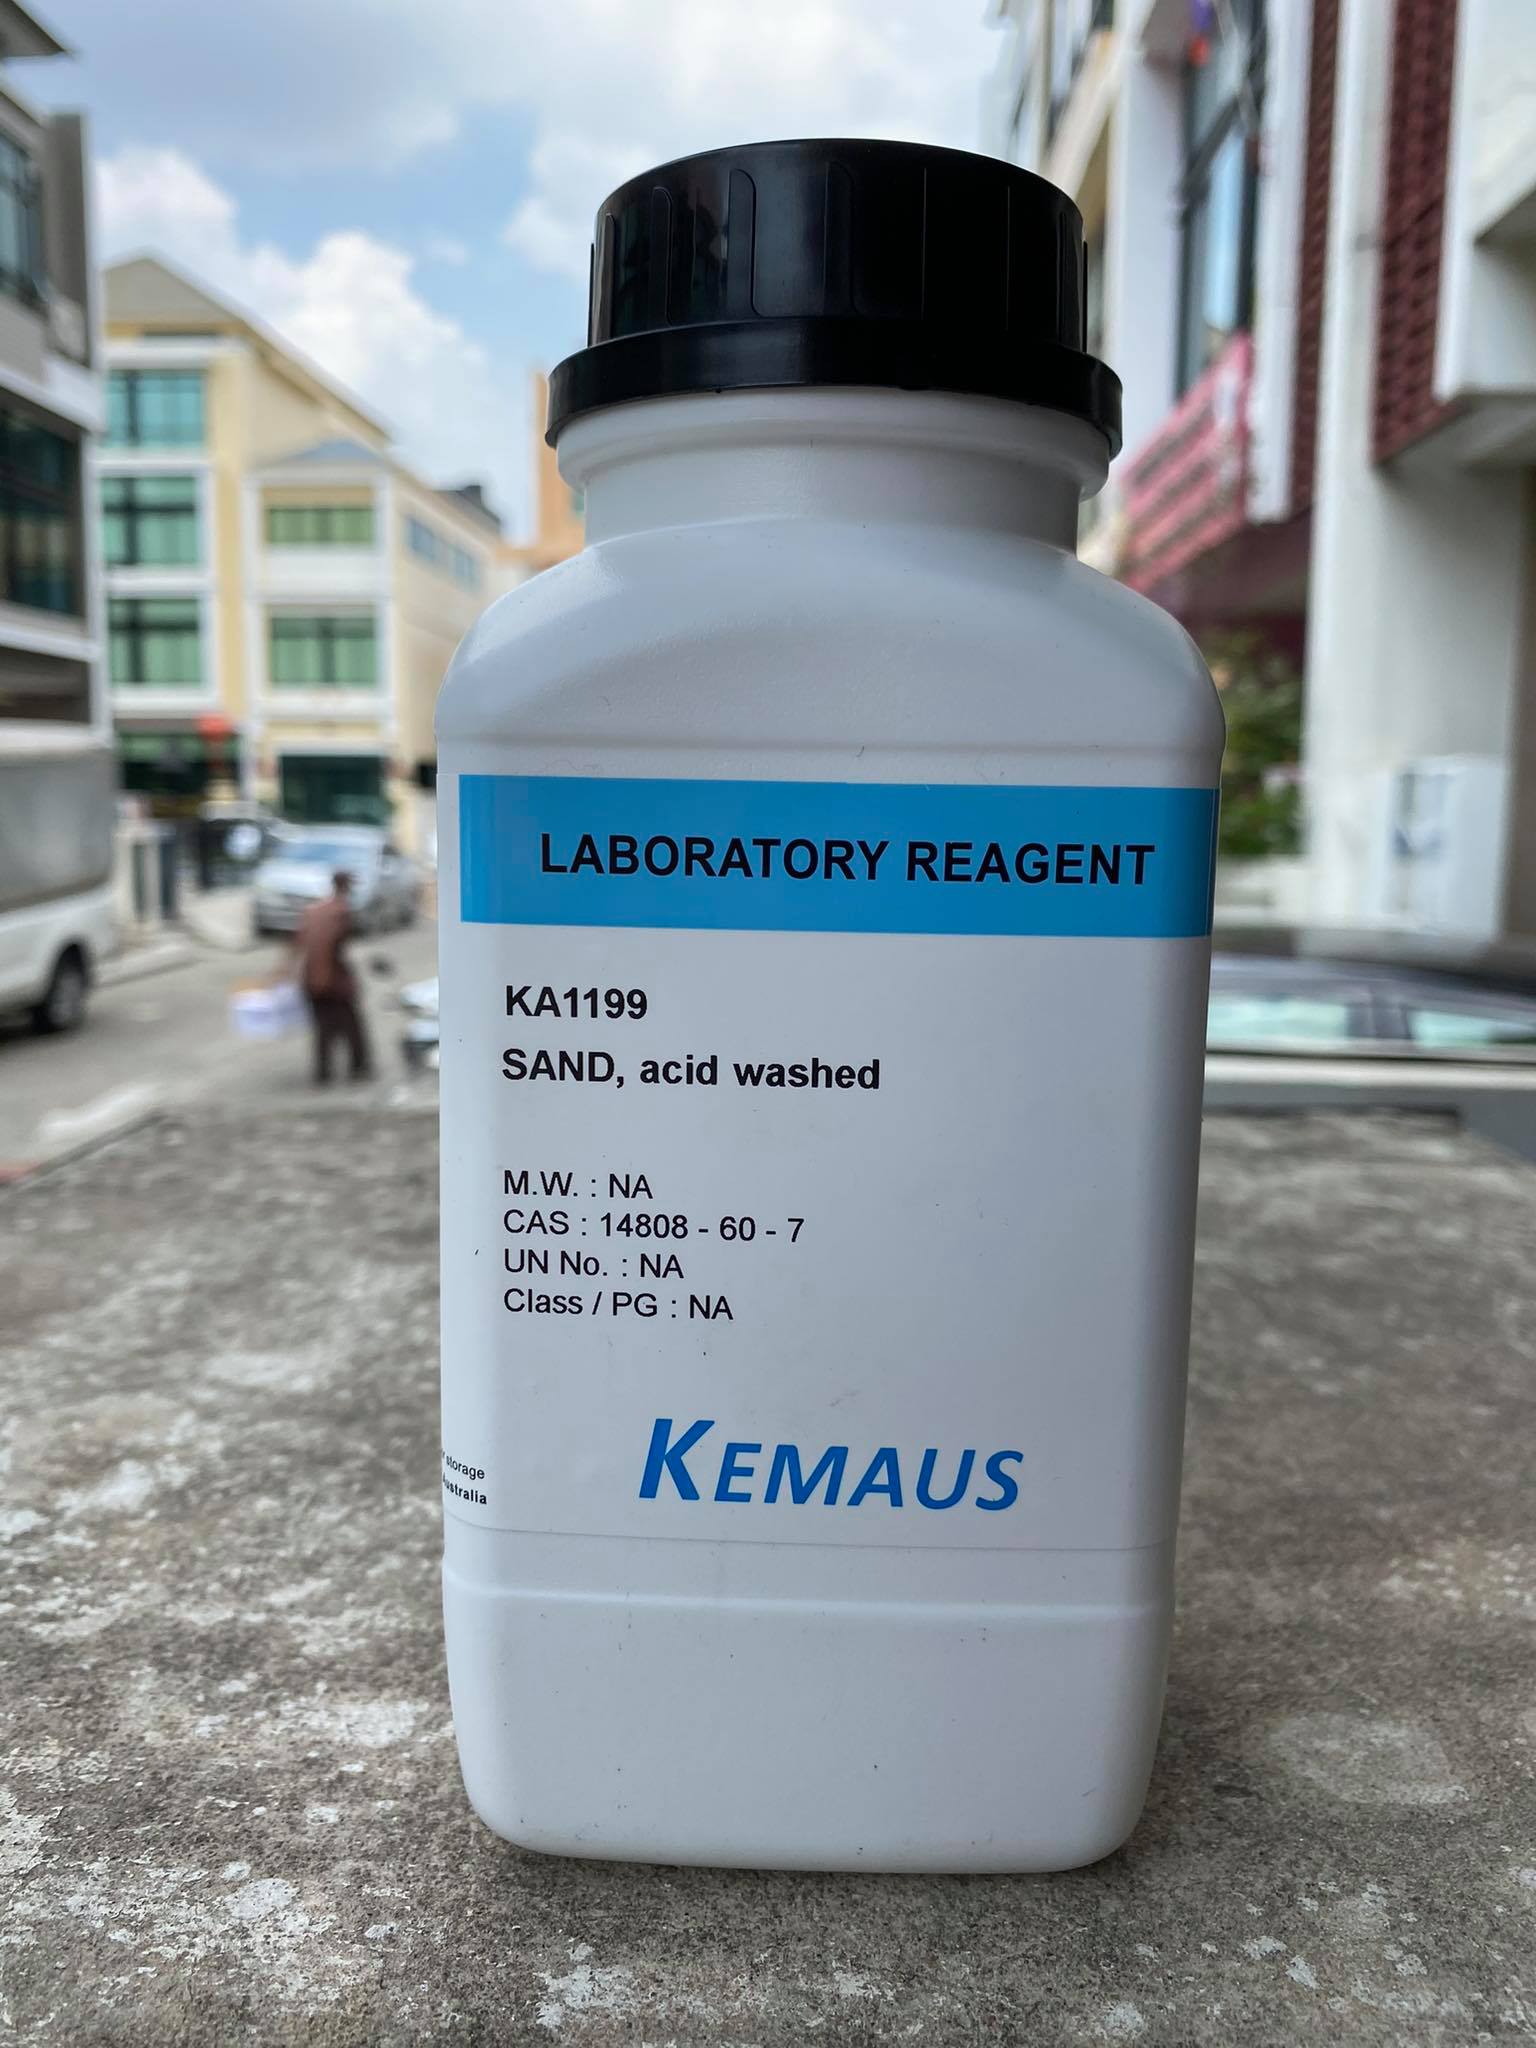 LABORATORY REAGENT
KA1199
SAND, acid washed
M.W. : NA
CAS : 14808 - 60 - 7
UN No. : NA
Class / PG : NA
storage
KEMAUS